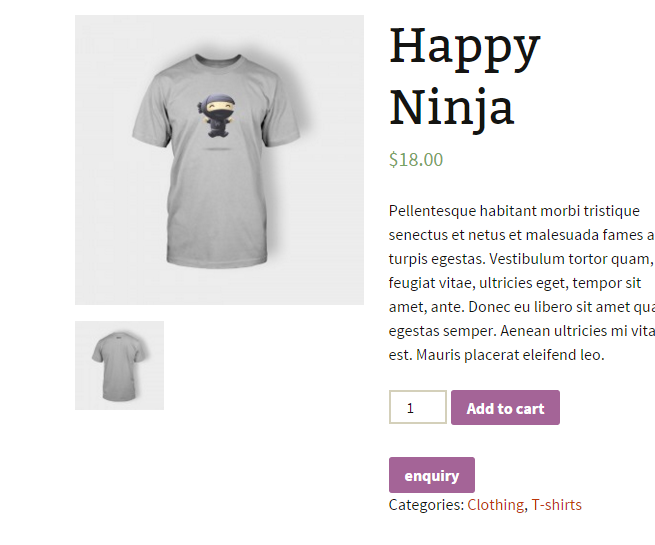 Happy
Ninja
$18.00
Pellentesque habitant morbi tristique
senectus et netus et malesuada fames a
turpis egestas. Vestibulum tortor quam,
feugiat vitae, ultricies eget, tempor sit
amet, ante. Donec eu libero sit amet qua
egestas semper. Aenean ultricies mi vita
est. Mauris placerat eleifend leo.
1
Add to cart
enquiry
Categories: Clothing, T-shirts